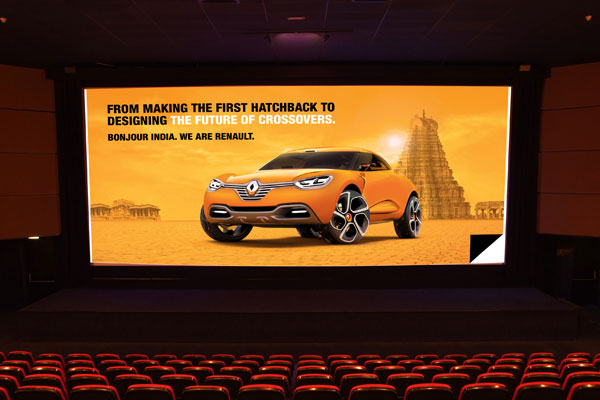 FROM MAKING THE FIRST HATCHBACK TO
DESIGNING THE FUTURE OF CROSSOVERS.
BONJOUR INDIA. WE ARE RENAULT.